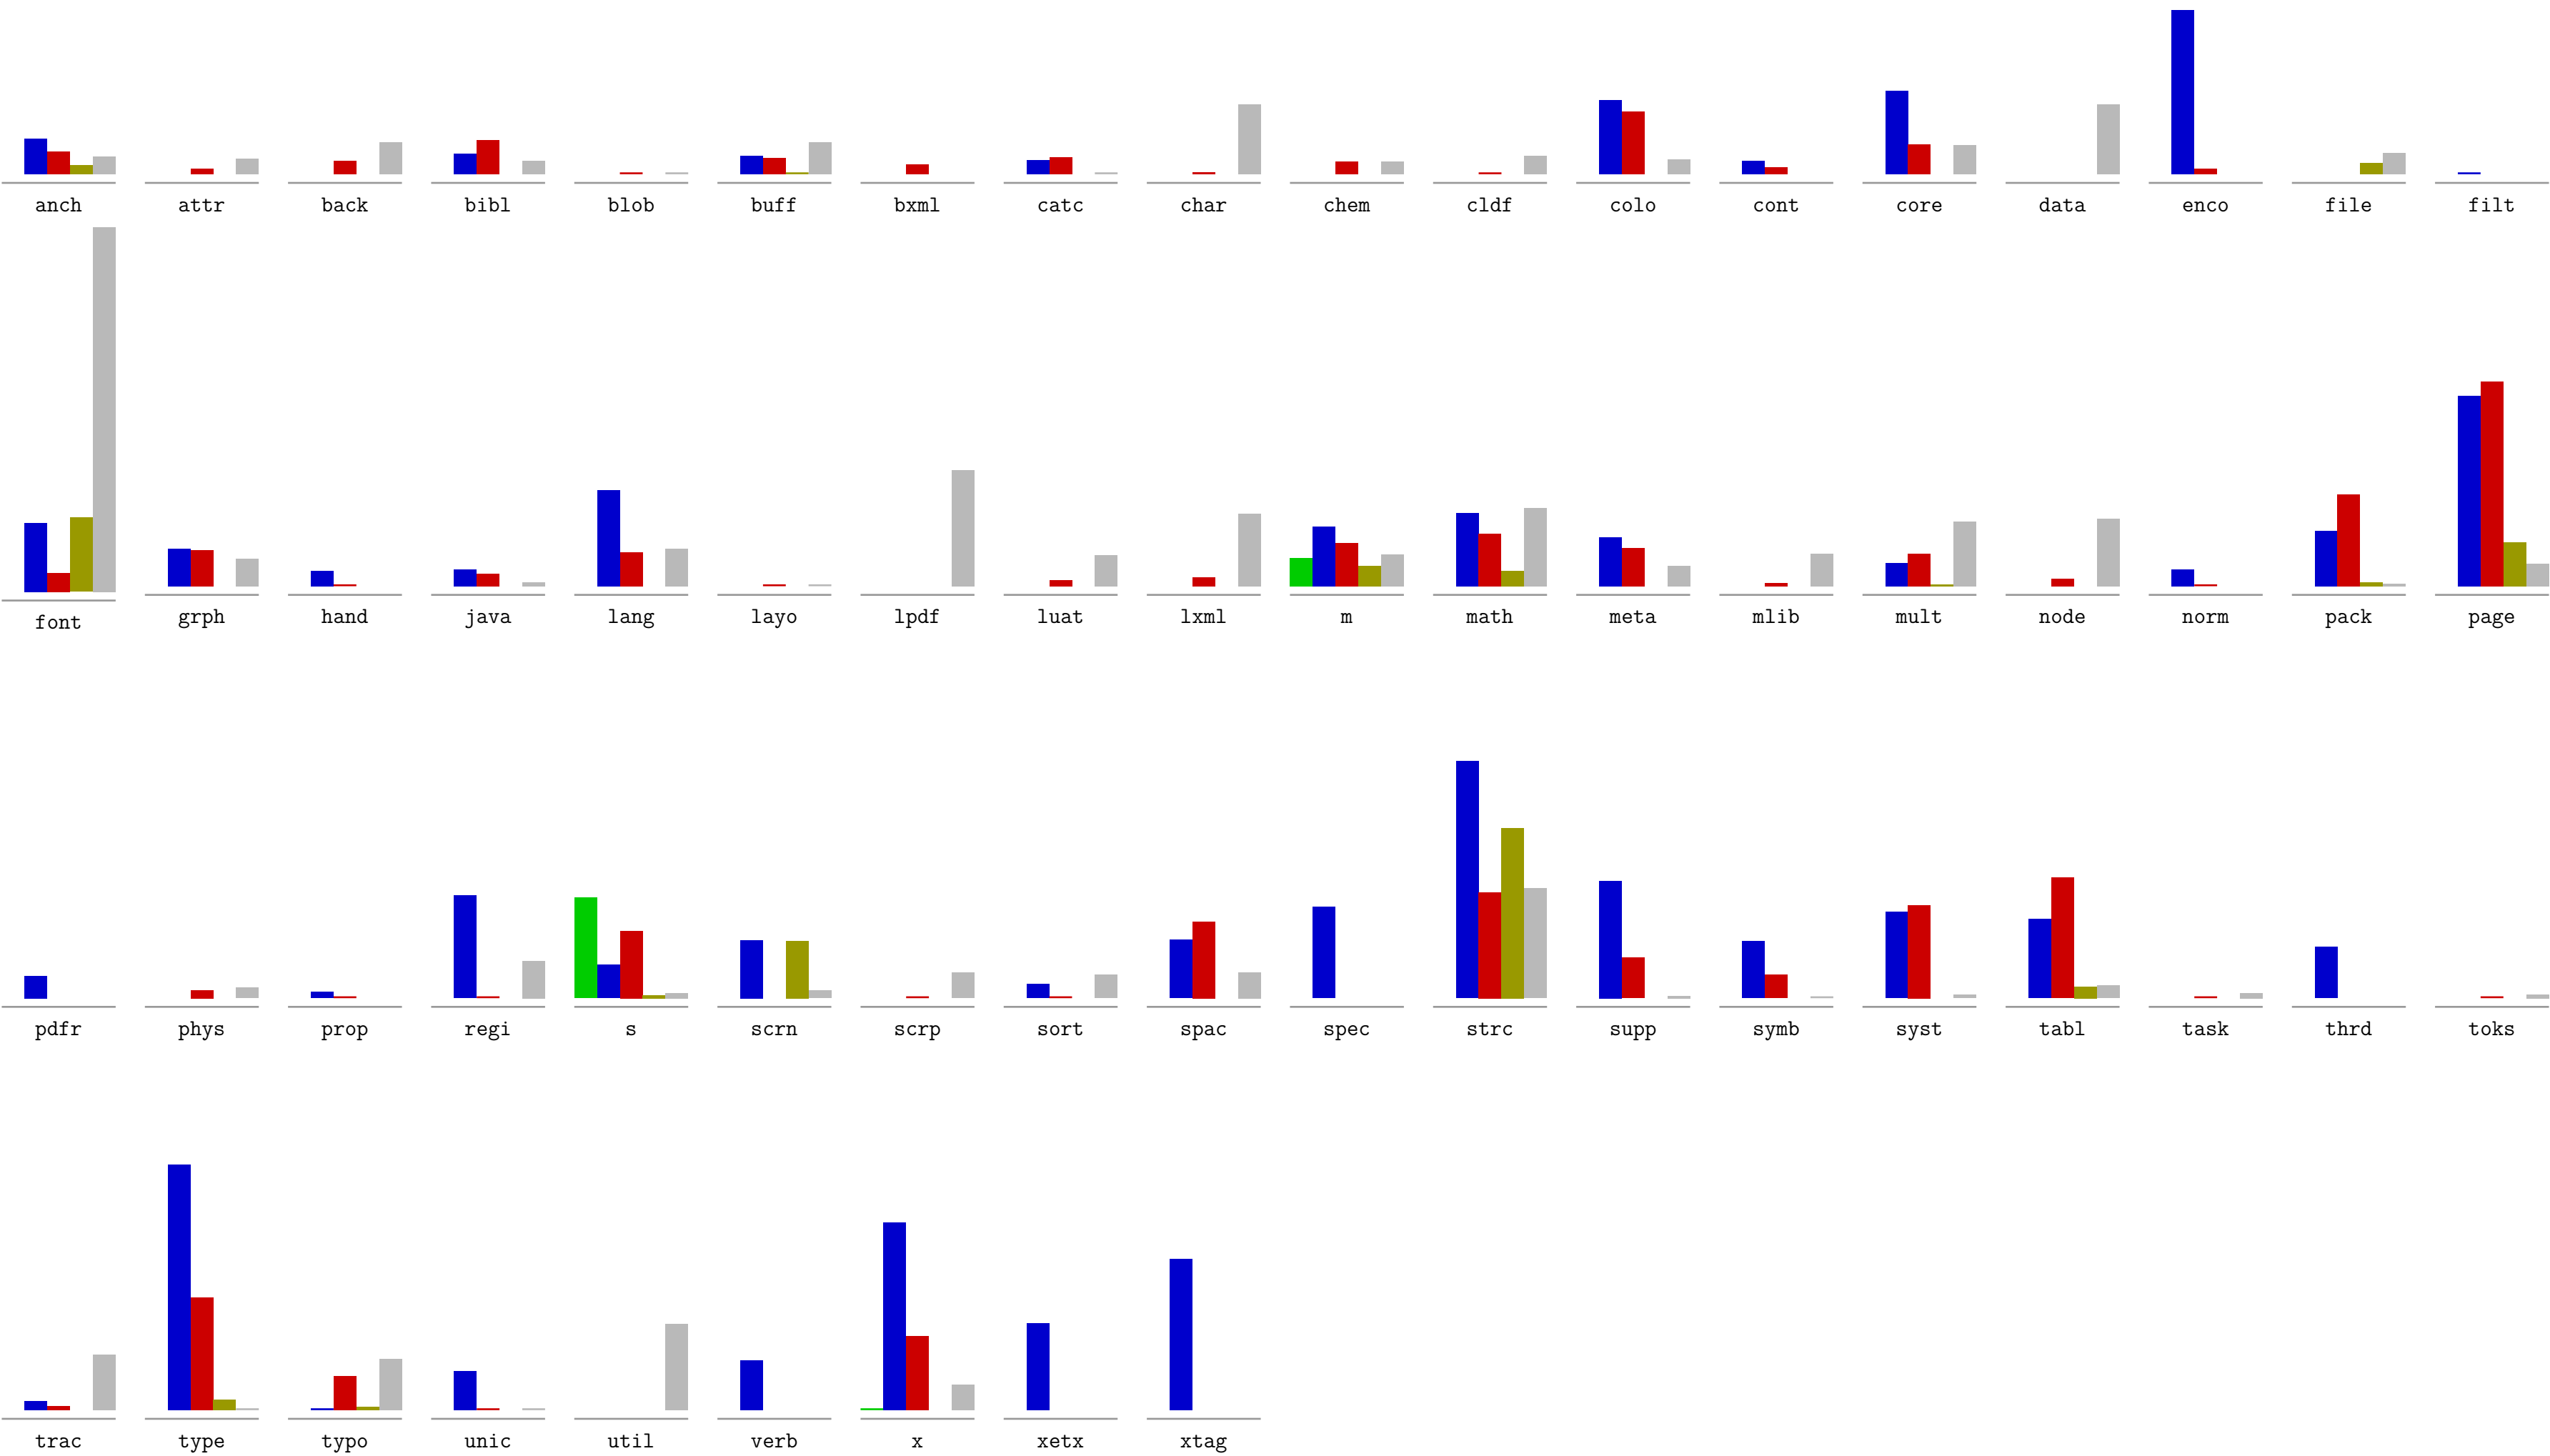 anch attr back bibl blob buff bxml catc char chem cldf colo cont core data enco file filt
font grph hand java lang layo lpdf luat lxml m math meta mlib mult node norm pack page
pdfr phys prop regi s scrn scrp sort spac spec strc supp symb syst tabl task thrd toks
trac type typo unic util verb x xetx xtag